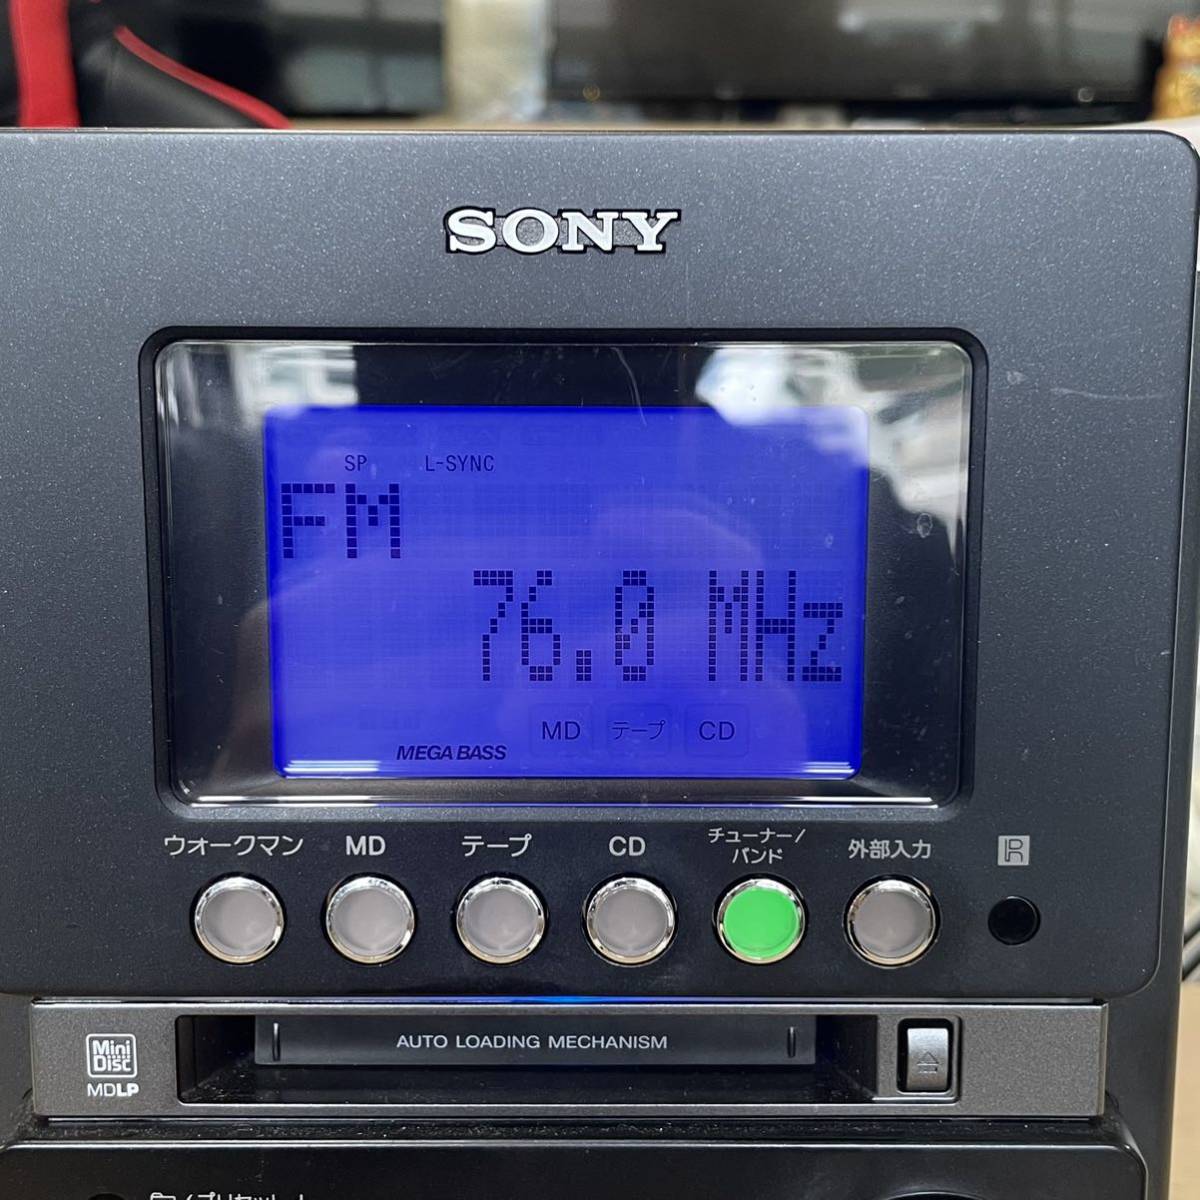 SONY
SP L-SYNC
FM
76.0 MHz
MD テープ CD
MEGA BASS
ウォークマン MD テープ CD チューナー/ 外部入力 R
バンド
AUTO LOADING MECHANISM
Mini
Disc
MDLP